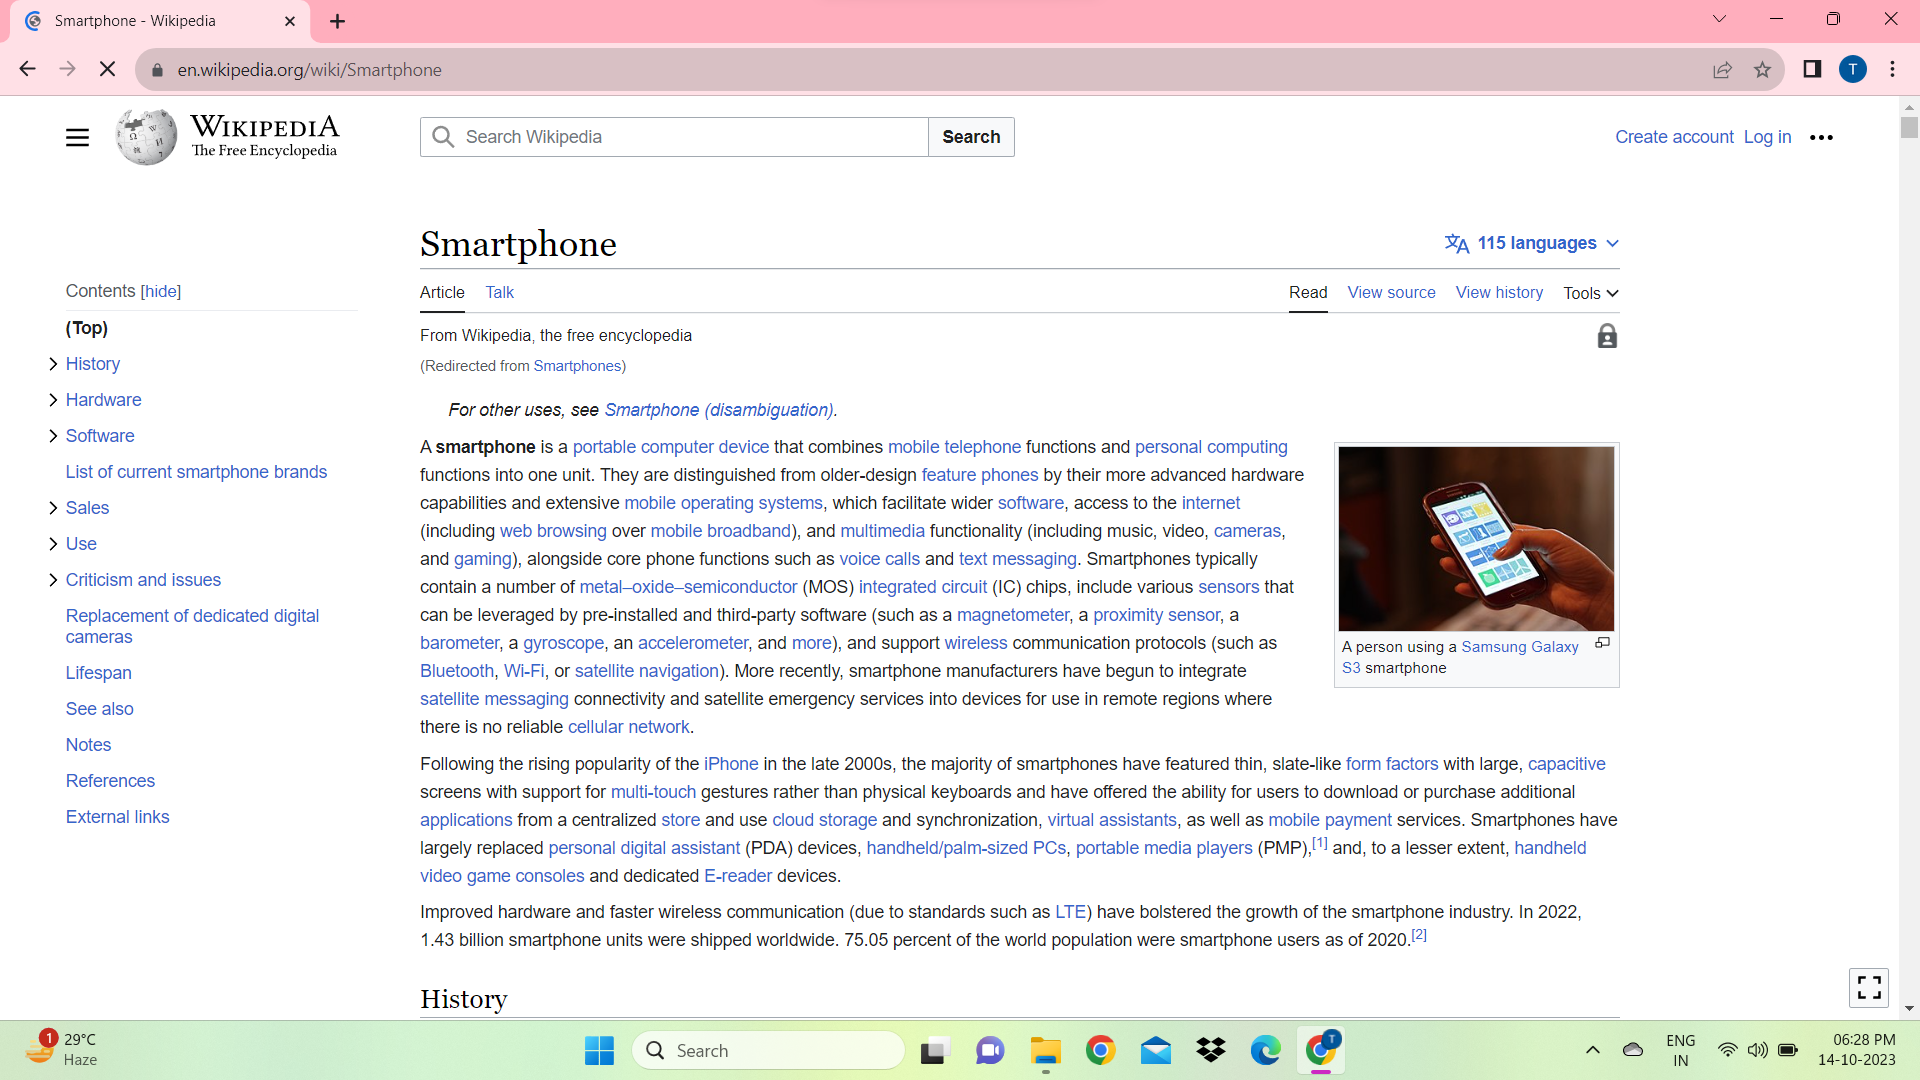 Smartphone - Wikipedia
en.wikipedia.org/wiki/Smartphone
T
WIKIPEDIA
The Free Encyclopedia
Search Wikipedia
Search
Create account Log in
Smartphone
115 languages
Article Talk
Read View source View history Tools
From Wikipedia, the free encyclopedia
(Redirected from Smartphones)
Contents [hide]
(Top)
History
Hardware
Software
List of current smartphone brands
Sales
Use
Criticism and issues
Replacement of dedicated digital
cameras
Lifespan
See also
Notes
References
External links
For other uses, see Smartphone (disambiguation).
A smartphone is a portable computer device that combines mobile telephone functions and personal computing
functions into one unit. They are distinguished from older-design feature phones by their more advanced hardware
capabilities and extensive mobile operating systems, which facilitate wider software, access to the internet
(including web browsing over mobile broadband), and multimedia functionality (including music, video, cameras,
and gaming), alongside core phone functions such as voice calls and text messaging. Smartphones typically
contain a number of metal–oxide–semiconductor (MOS) integrated circuit (IC) chips, include various sensors that
can be leveraged by pre-installed and third-party software (such as a magnetometer, a proximity sensor, a
barometer, a gyroscope, an accelerometer, and more), and support wireless communication protocols (such as
Bluetooth, Wi-Fi, or satellite navigation). More recently, smartphone manufacturers have begun to integrate
satellite messaging connectivity and satellite emergency services into devices for use in remote regions where
there is no reliable cellular network.
A person using a Samsung Galaxy
S3 smartphone
Following the rising popularity of the iPhone in the late 2000s, the majority of smartphones have featured thin, slate-like form factors with large, capacitive
screens with support for multi-touch gestures rather than physical keyboards and have offered the ability for users to download or purchase additional
applications from a centralized store and use cloud storage and synchronization, virtual assistants, as well as mobile payment services. Smartphones have
largely replaced personal digital assistant (PDA) devices, handheld/palm-sized PCs, portable media players (PMP),[1] and, to a lesser extent, handheld
video game consoles and dedicated E-reader devices.
Improved hardware and faster wireless communication (due to standards such as LTE) have bolstered the growth of the smartphone industry. In 2022,
1.43 billion smartphone units were shipped worldwide. 75.05 percent of the world population were smartphone users as of 2020.[2]
History
1
29°C
Haze
Search
T
ENG
IN
06:28 PM
14-10-2023